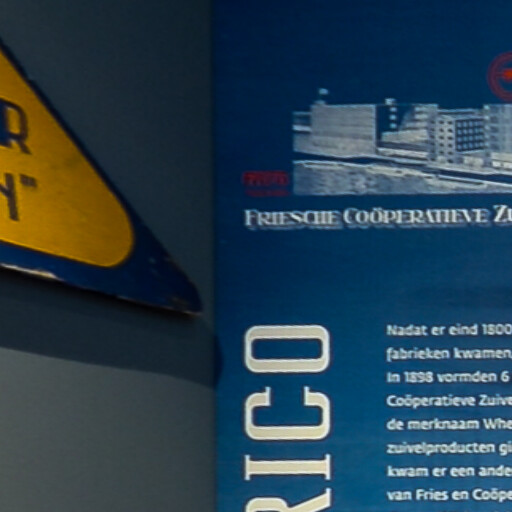 R
Y"
FRIESCHE COÖPERATIEVE ZU
RICO
Nadat er eind 1800
fabrieken kwamen
In 1898 vormden 6
Coöperatieve Zuive
de merknaam Whe
zuivelproducten gi
kwam er een ande
van Fries en Coöpe